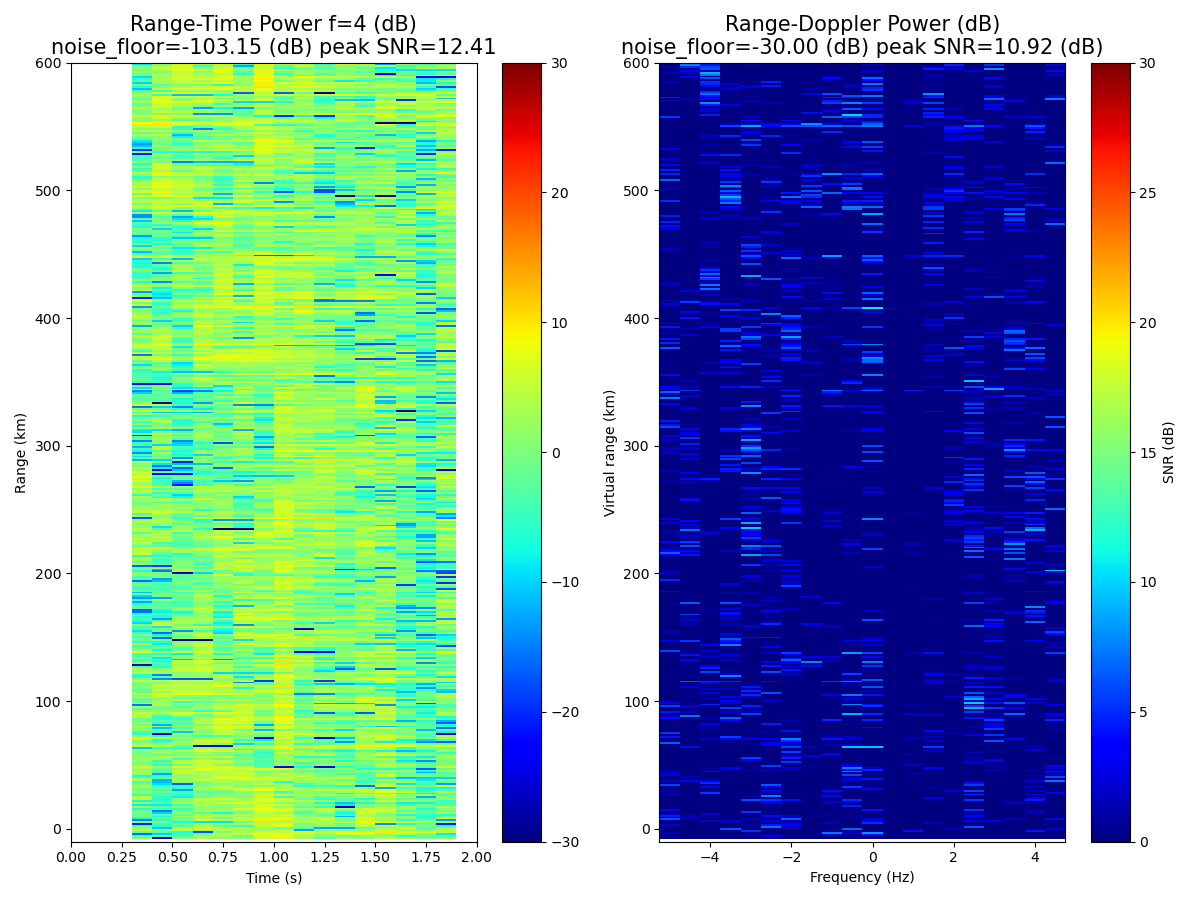 Range-Time Power f=4 (dB)
noise_floor=-103.15 (dB) peak SNR=12.41
Range-Doppler Power (dB)
noise_floor=-30.00 (dB) peak SNR=10.92 (dB)
600
500
400
300
200
100
0
Range (km)
0.00 0.25 0.50 0.75 1.00 1.25 1.50 1.75 2.00
Time (s)
30
20
10
0
−10
−20
−30
600
500
400
300
200
100
0
Virtual range (km)
−4 −2 0 2 4
Frequency (Hz)
30
25
20
15
10
5
0
SNR (dB)